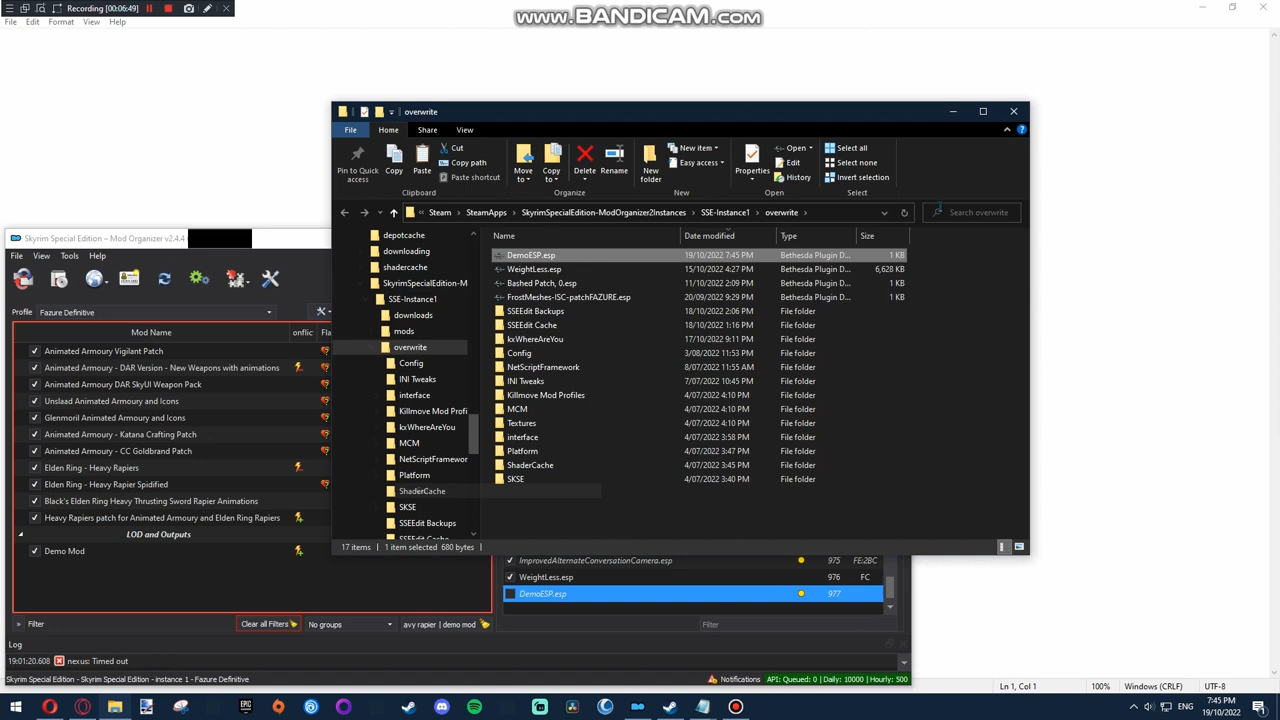 Recording [00:06:49]
www.BANDICAM.com
File Edit Format View Help
overwrite
File Home Share View
Pin to Quick access
Copy
Paste
Cut
Copy path
Paste shortcut
Clipboard
Move to
Copy to
Delete
Rename
Organize
New folder
New item
Easy access
New
Properties
Open
Edit
History
Open
Select all
Select none
Invert selection
Select
« Steam › SteamApps › SkyrimSpecialEdition-ModOrganizer2Instances › SSE-Instance1 › overwrite ›
Search overwrite
depotcache
downloading
shadercache
SkyrimSpecialEdition-M
SSE-Instance1
downloads
mods
overwrite
Config
INI Tweaks
interface
Killmove Mod Profi
kxWhereAreYou
MCM
NetScriptFramewor
Platform
ShaderCache
SKSE
SSEEdit Backups
SSEEdit Cache
Name Date modified Type Size
DemoESP.esp 19/10/2022 7:45 PM Bethesda Plugin D... 1 KB
WeightLess.esp 15/10/2022 4:27 PM Bethesda Plugin D... 6,628 KB
Bashed Patch, 0.esp 11/10/2022 2:09 PM Bethesda Plugin D... 1 KB
FrostMeshes-ISC-patchFAZURE.esp 20/09/2022 9:29 PM Bethesda Plugin D... 1 KB
SSEEdit Backups 18/10/2022 2:06 PM File folder
SSEEdit Cache 18/10/2022 1:16 PM File folder
kxWhereAreYou 17/10/2022 9:11 PM File folder
Config 3/08/2022 11:53 PM File folder
NetScriptFramework 8/07/2022 11:55 AM File folder
INI Tweaks 7/07/2022 10:45 PM File folder
Killmove Mod Profiles 4/07/2022 4:10 PM File folder
MCM 4/07/2022 4:10 PM File folder
Textures 4/07/2022 4:10 PM File folder
interface 4/07/2022 3:58 PM File folder
Platform 4/07/2022 3:47 PM File folder
ShaderCache 4/07/2022 3:45 PM File folder
SKSE 4/07/2022 3:40 PM File folder
17 items 1 item selected 680 bytes
Skyrim Special Edition – Mod Organizer v2.4.4
File View Tools Help
Profile Fazure Definitive
Mod Name onflic Fla
Animated Armoury Vigilant Patch
Animated Armoury - DAR Version - New Weapons with animations
Animated Armoury DAR SkyUI Weapon Pack
Unslaad Animated Armoury and Icons
Glenmoril Animated Armoury and Icons
Animated Armoury - Katana Crafting Patch
Animated Armoury - CC Goldbrand Patch
Elden Ring - Heavy Rapiers
Elden Ring - Heavy Rapier Spidified
Black's Elden Ring Heavy Thrusting Sword Rapier Animations
Heavy Rapiers patch for Animated Armoury and Elden Ring Rapiers
LOD and Outputs
Demo Mod
ImprovedAlternateConversationCamera.esp 975 FE:2BC
WeightLess.esp 976 FC
DemoESP.esp 977
» Filter Clear all Filters No groups avy rapier | demo mod Filter
Log
19:01:20.608 nexus: Timed out
Skyrim Special Edition - Skyrim Special Edition - instance 1 - Fazure Definitive
Notifications API: Queued: 0 | Daily: 10000 | Hourly: 500
Ln 1, Col 1 100% Windows (CRLF) UTF-8
EPIC
ENG
7:45 PM
19/10/2022